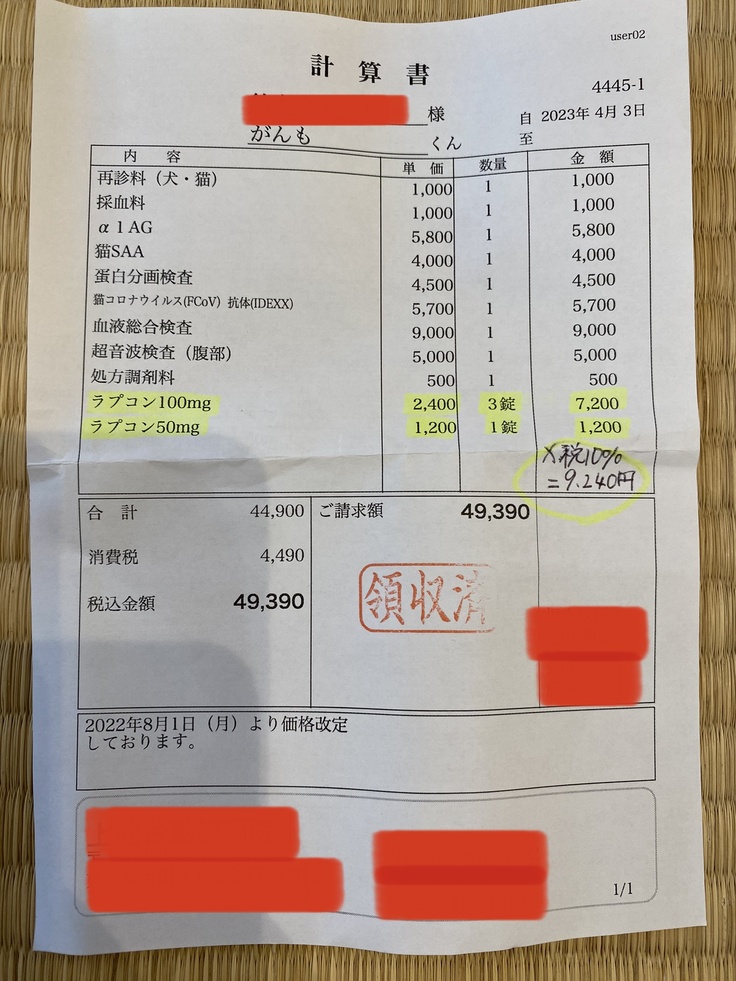 user02
計算書
4445-1
様
自 2023年 4月 3日
がんも くん
至
内容 単価 数量 金額
再診料（犬・猫） 1,000 1 1,000
採血料 1,000 1 1,000
α1AG 5,800 1 5,800
猫SAA 4,000 1 4,000
蛋白分画検査 4,500 1 4,500
猫コロナウイルス(FCoV) 抗体(IDEXX) 5,700 1 5,700
血液総合検査 9,000 1 9,000
超音波検査（腹部） 5,000 1 5,000
処方調剤料 500 1 500
ラプコン100mg 2,400 3錠 7,200
ラプコン50mg 1,200 1錠 1,200
×税10%
=9.240円
合計 44,900 ご請求額 49,390
消費税 4,490
税込金額 49,390
領収済
2022年8月1日（月）より価格改定
しております。
1/1